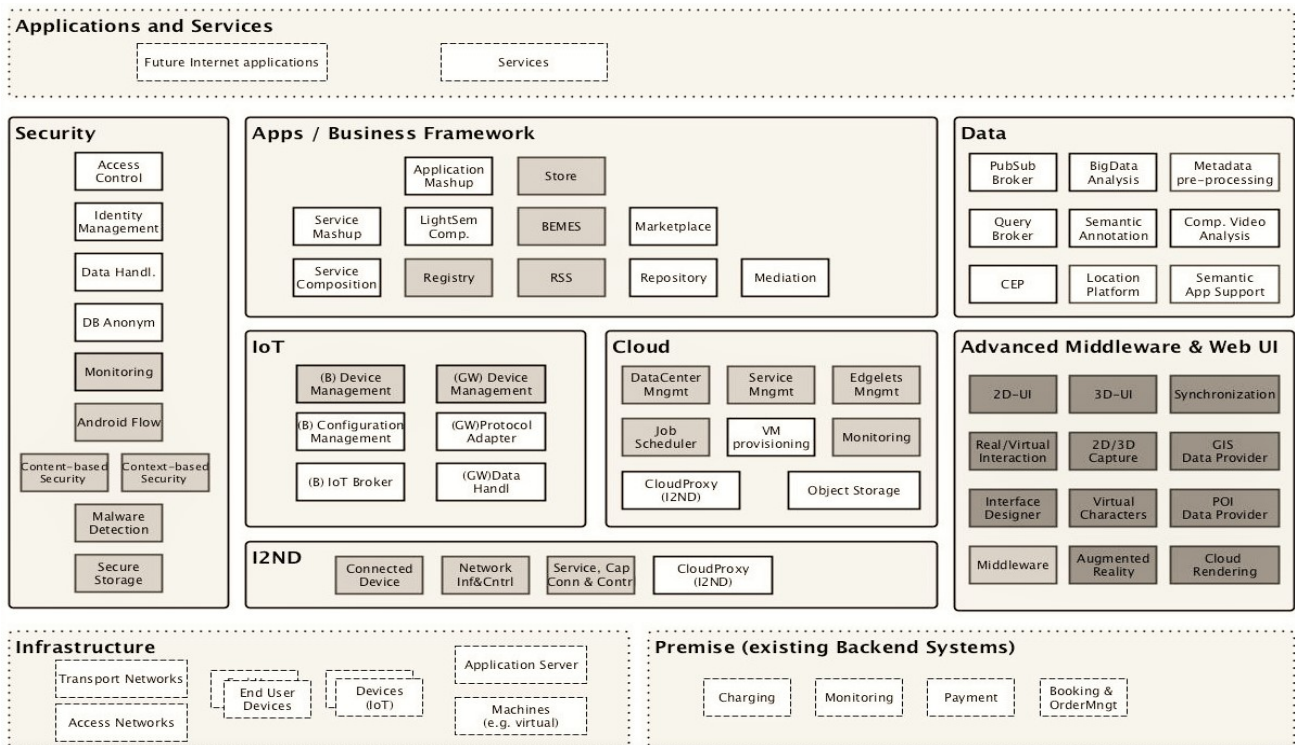 Applications and Services
Future Internet applications
Services
Security
Access
Control
Identity
Management
Data Handl.
DB Anonym
Monitoring
Android Flow
Content-based
Security
Context-based
Security
Malware
Detection
Secure
Storage
Apps / Business Framework
Application
Mashup
Store
Service
Mashup
LightSem
Comp.
BEMES
Marketplace
Service
Composition
Registry
RSS
Repository
Mediation
Data
PubSub
Broker
BigData
Analysis
Metadata
pre-processing
Query
Broker
Semantic
Annotation
Comp. Video
Analysis
CEP
Location
Platform
Semantic
App Support
IoT
(B) Device
Management
(GW) Device
Management
(B) Configuration
Management
(GW)Protocol
Adapter
(B) IoT Broker
(GW)Data
Handl
Cloud
DataCenter
Mngmt
Service
Mngmt
Edgelets
Mngmt
Job
Scheduler
VM
provisioning
Monitoring
CloudProxy
(I2ND)
Object Storage
Advanced Middleware & Web UI
2D-UI
3D-UI
Synchronization
Real/Virtual
Interaction
2D/3D
Capture
GIS
Data Provider
Interface
Designer
Virtual
Characters
POI
Data Provider
Middleware
Augmented
Reality
Cloud
Rendering
I2ND
Connected
Device
Network
Inf&Cntrl
Service, Cap
Conn & Contr
CloudProxy
(I2ND)
Infrastructure
Transport Networks
Access Networks
End User
Devices
Devices
(IoT)
Application Server
Machines
(e.g. virtual)
Premise (existing Backend Systems)
Charging
Monitoring
Payment
Booking &
OrderMngt